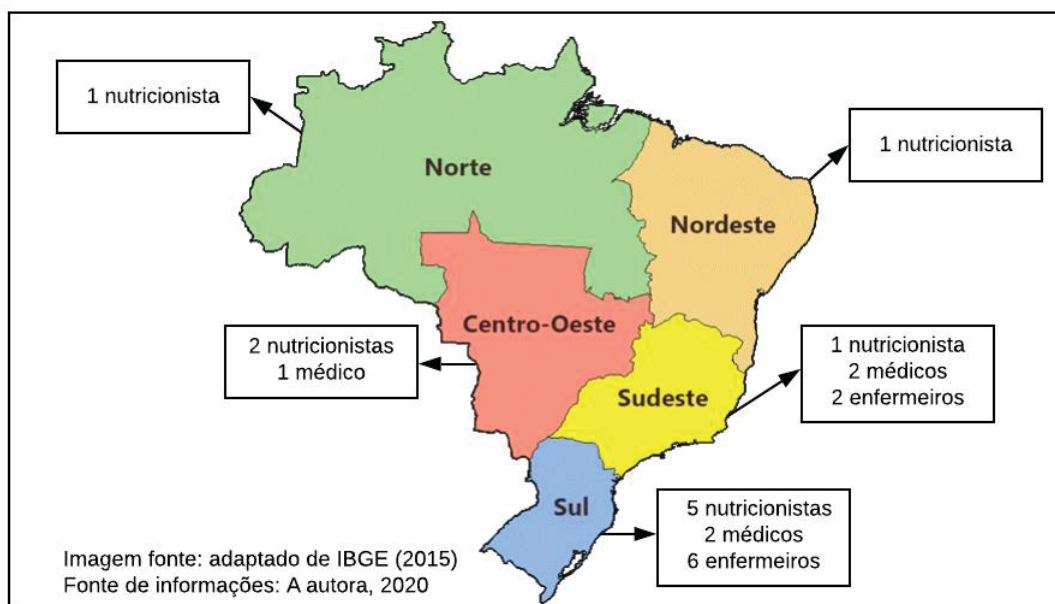 1 nutricionista
Norte
1 nutricionista
Nordeste
Centro-Oeste
2 nutricionistas
1 médico
Sudeste
1 nutricionista
2 médicos
2 enfermeiros
Sul
5 nutricionistas
2 médicos
6 enfermeiros
Imagem fonte: adaptado de IBGE (2015)
Fonte de informações: A autora, 2020